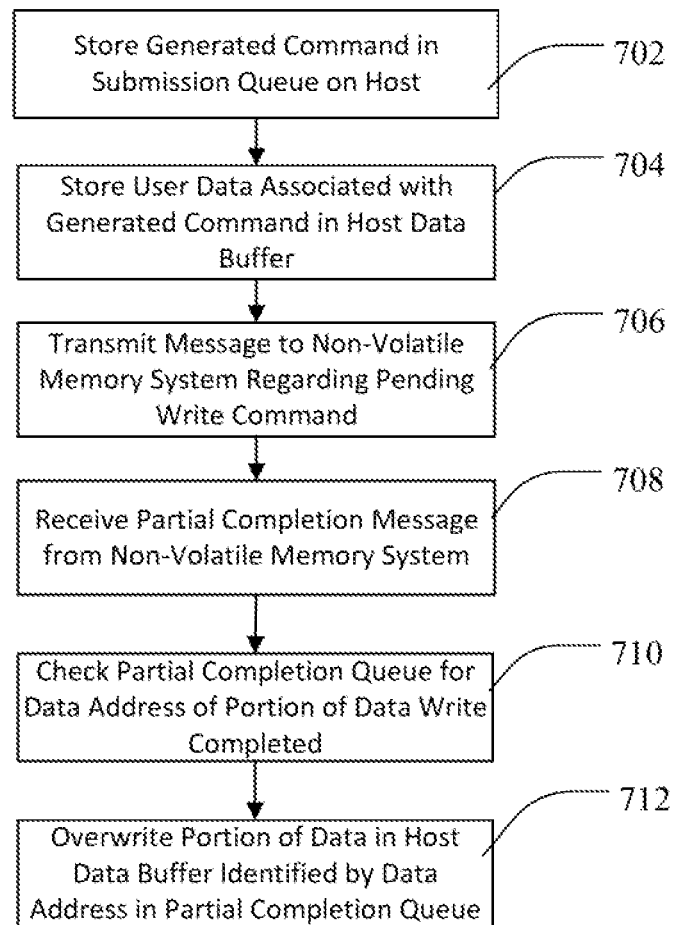 Store Generated Command in
Submission Queue on Host
702
Store User Data Associated with
Generated Command in Host Data
Buffer
704
Transmit Message to Non-Volatile
Memory System Regarding Pending
Write Command
706
Receive Partial Completion Message
from Non-Volatile Memory System
708
Check Partial Completion Queue for
Data Address of Portion of Data Write
Completed
710
Overwrite Portion of Data in Host
Data Buffer Identified by Data
Address in Partial Completion Queue
712